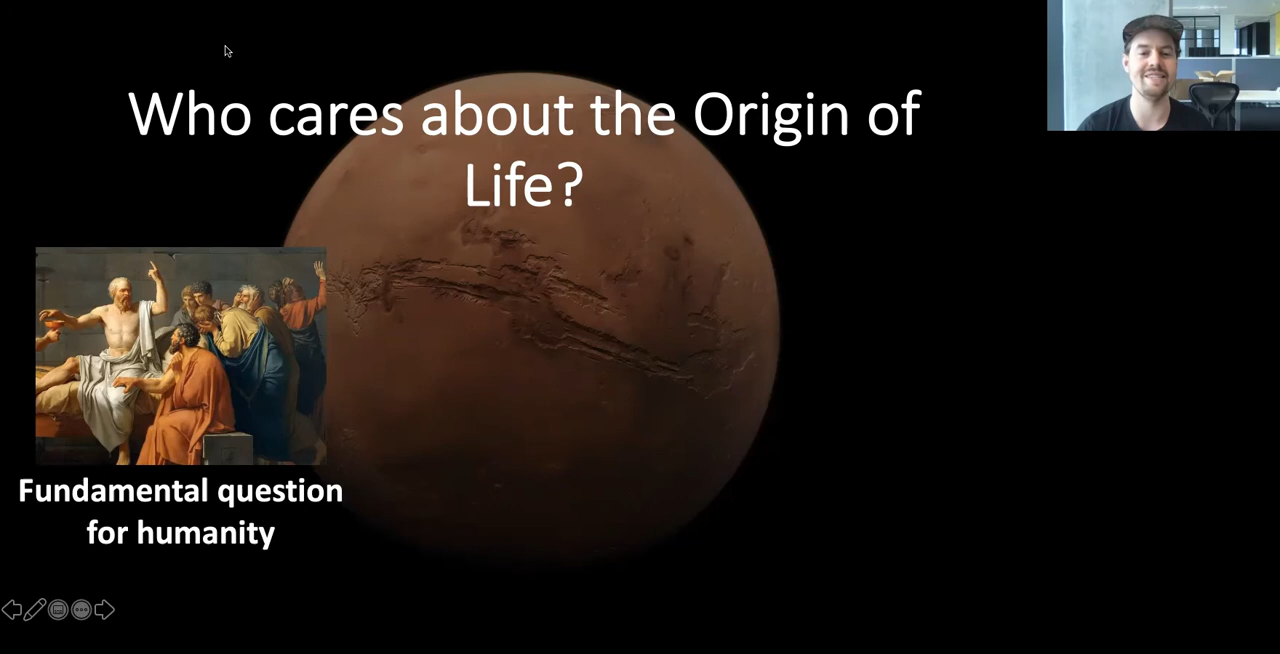 Who cares about the Origin of
Life?
Fundamental question
for humanity